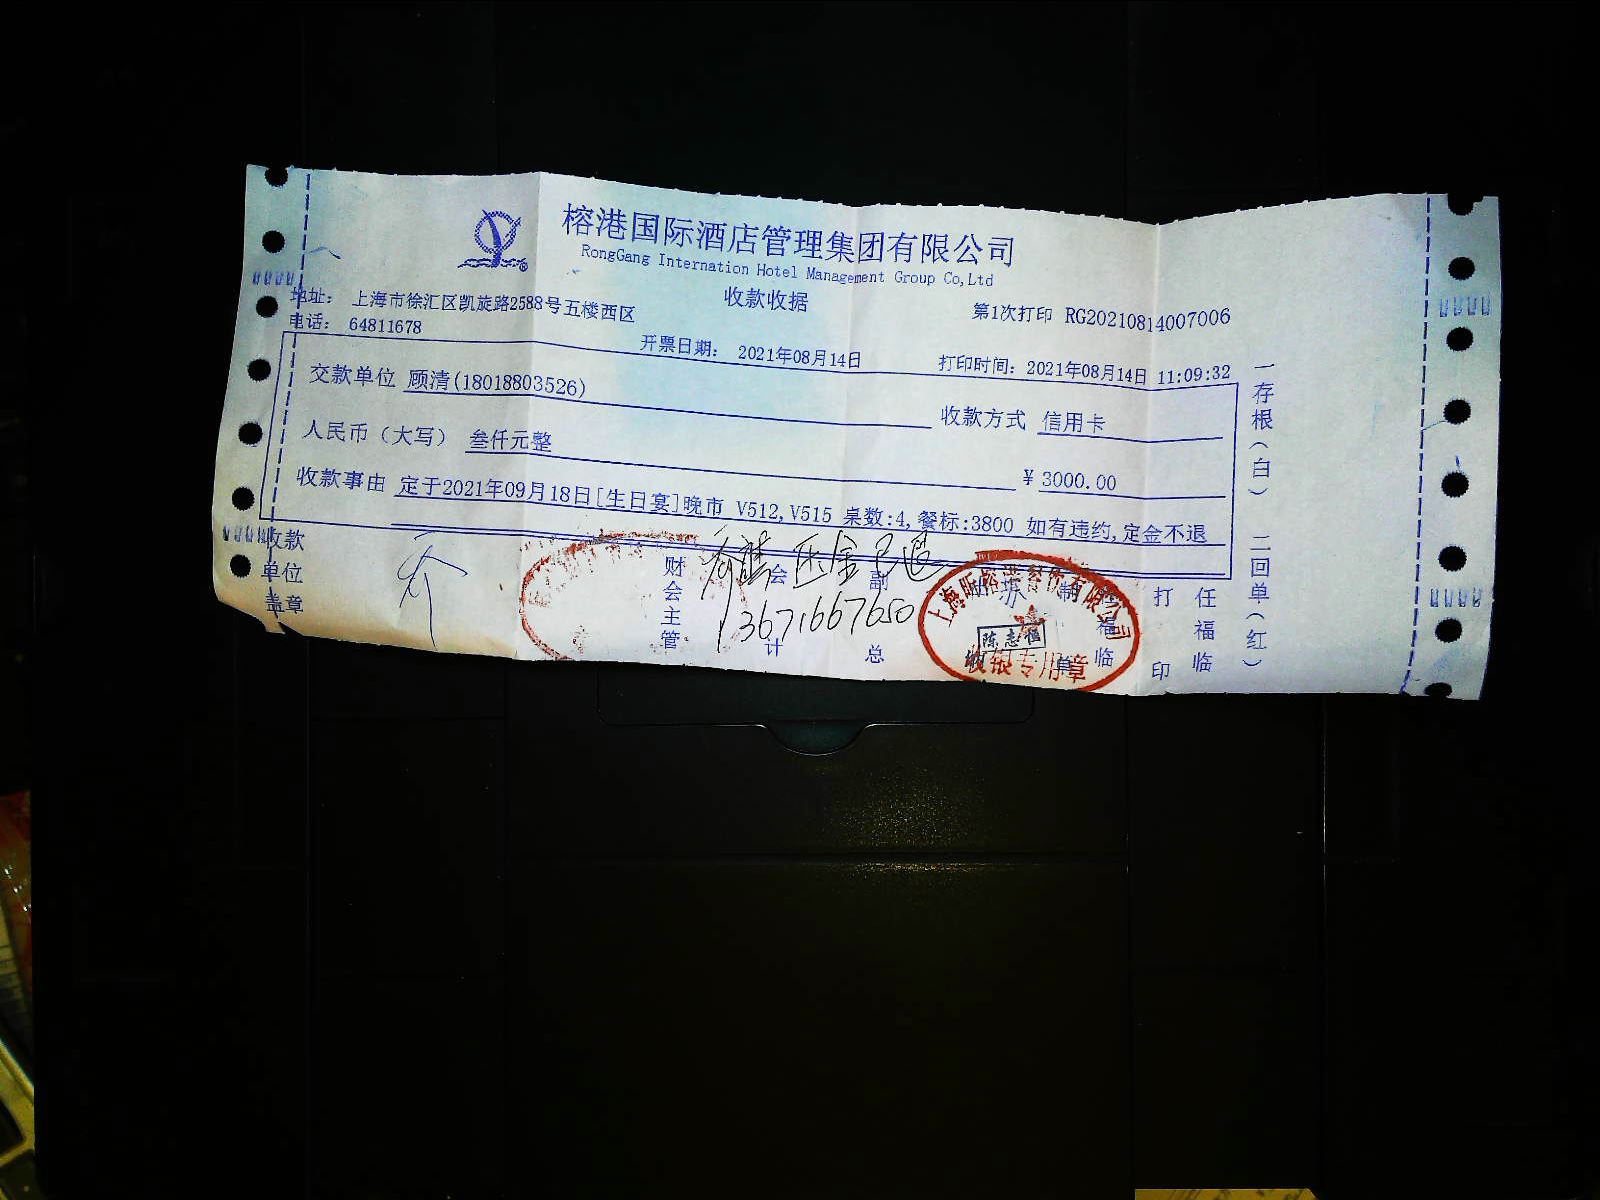 榕港国际酒店管理集团有限公司
RongGang Internation Hotel Management Group Co,Ltd
收款收据
地址： 上海市徐汇区凯旋路2588号五楼西区
第1次打印 RG20210814007006
电话： 64811678
开票日期： 2021年08月14日
打印时间：2021年08月14日 11:09:32
交款单位 顾清(18018803526)
收款方式 信用卡
人民币（大写） 叁仟元整
￥3000.00
收款事由 定于2021年09月18日[生日宴]晚市 V512,V515 桌数:4,餐标:3800 如有违约,定金不退
收款单位盖章
财会主管
会计
副总
压金已退
13671667650
陈志恒
收银专用章
打印
任福临
一存根（白） 二回单（红）